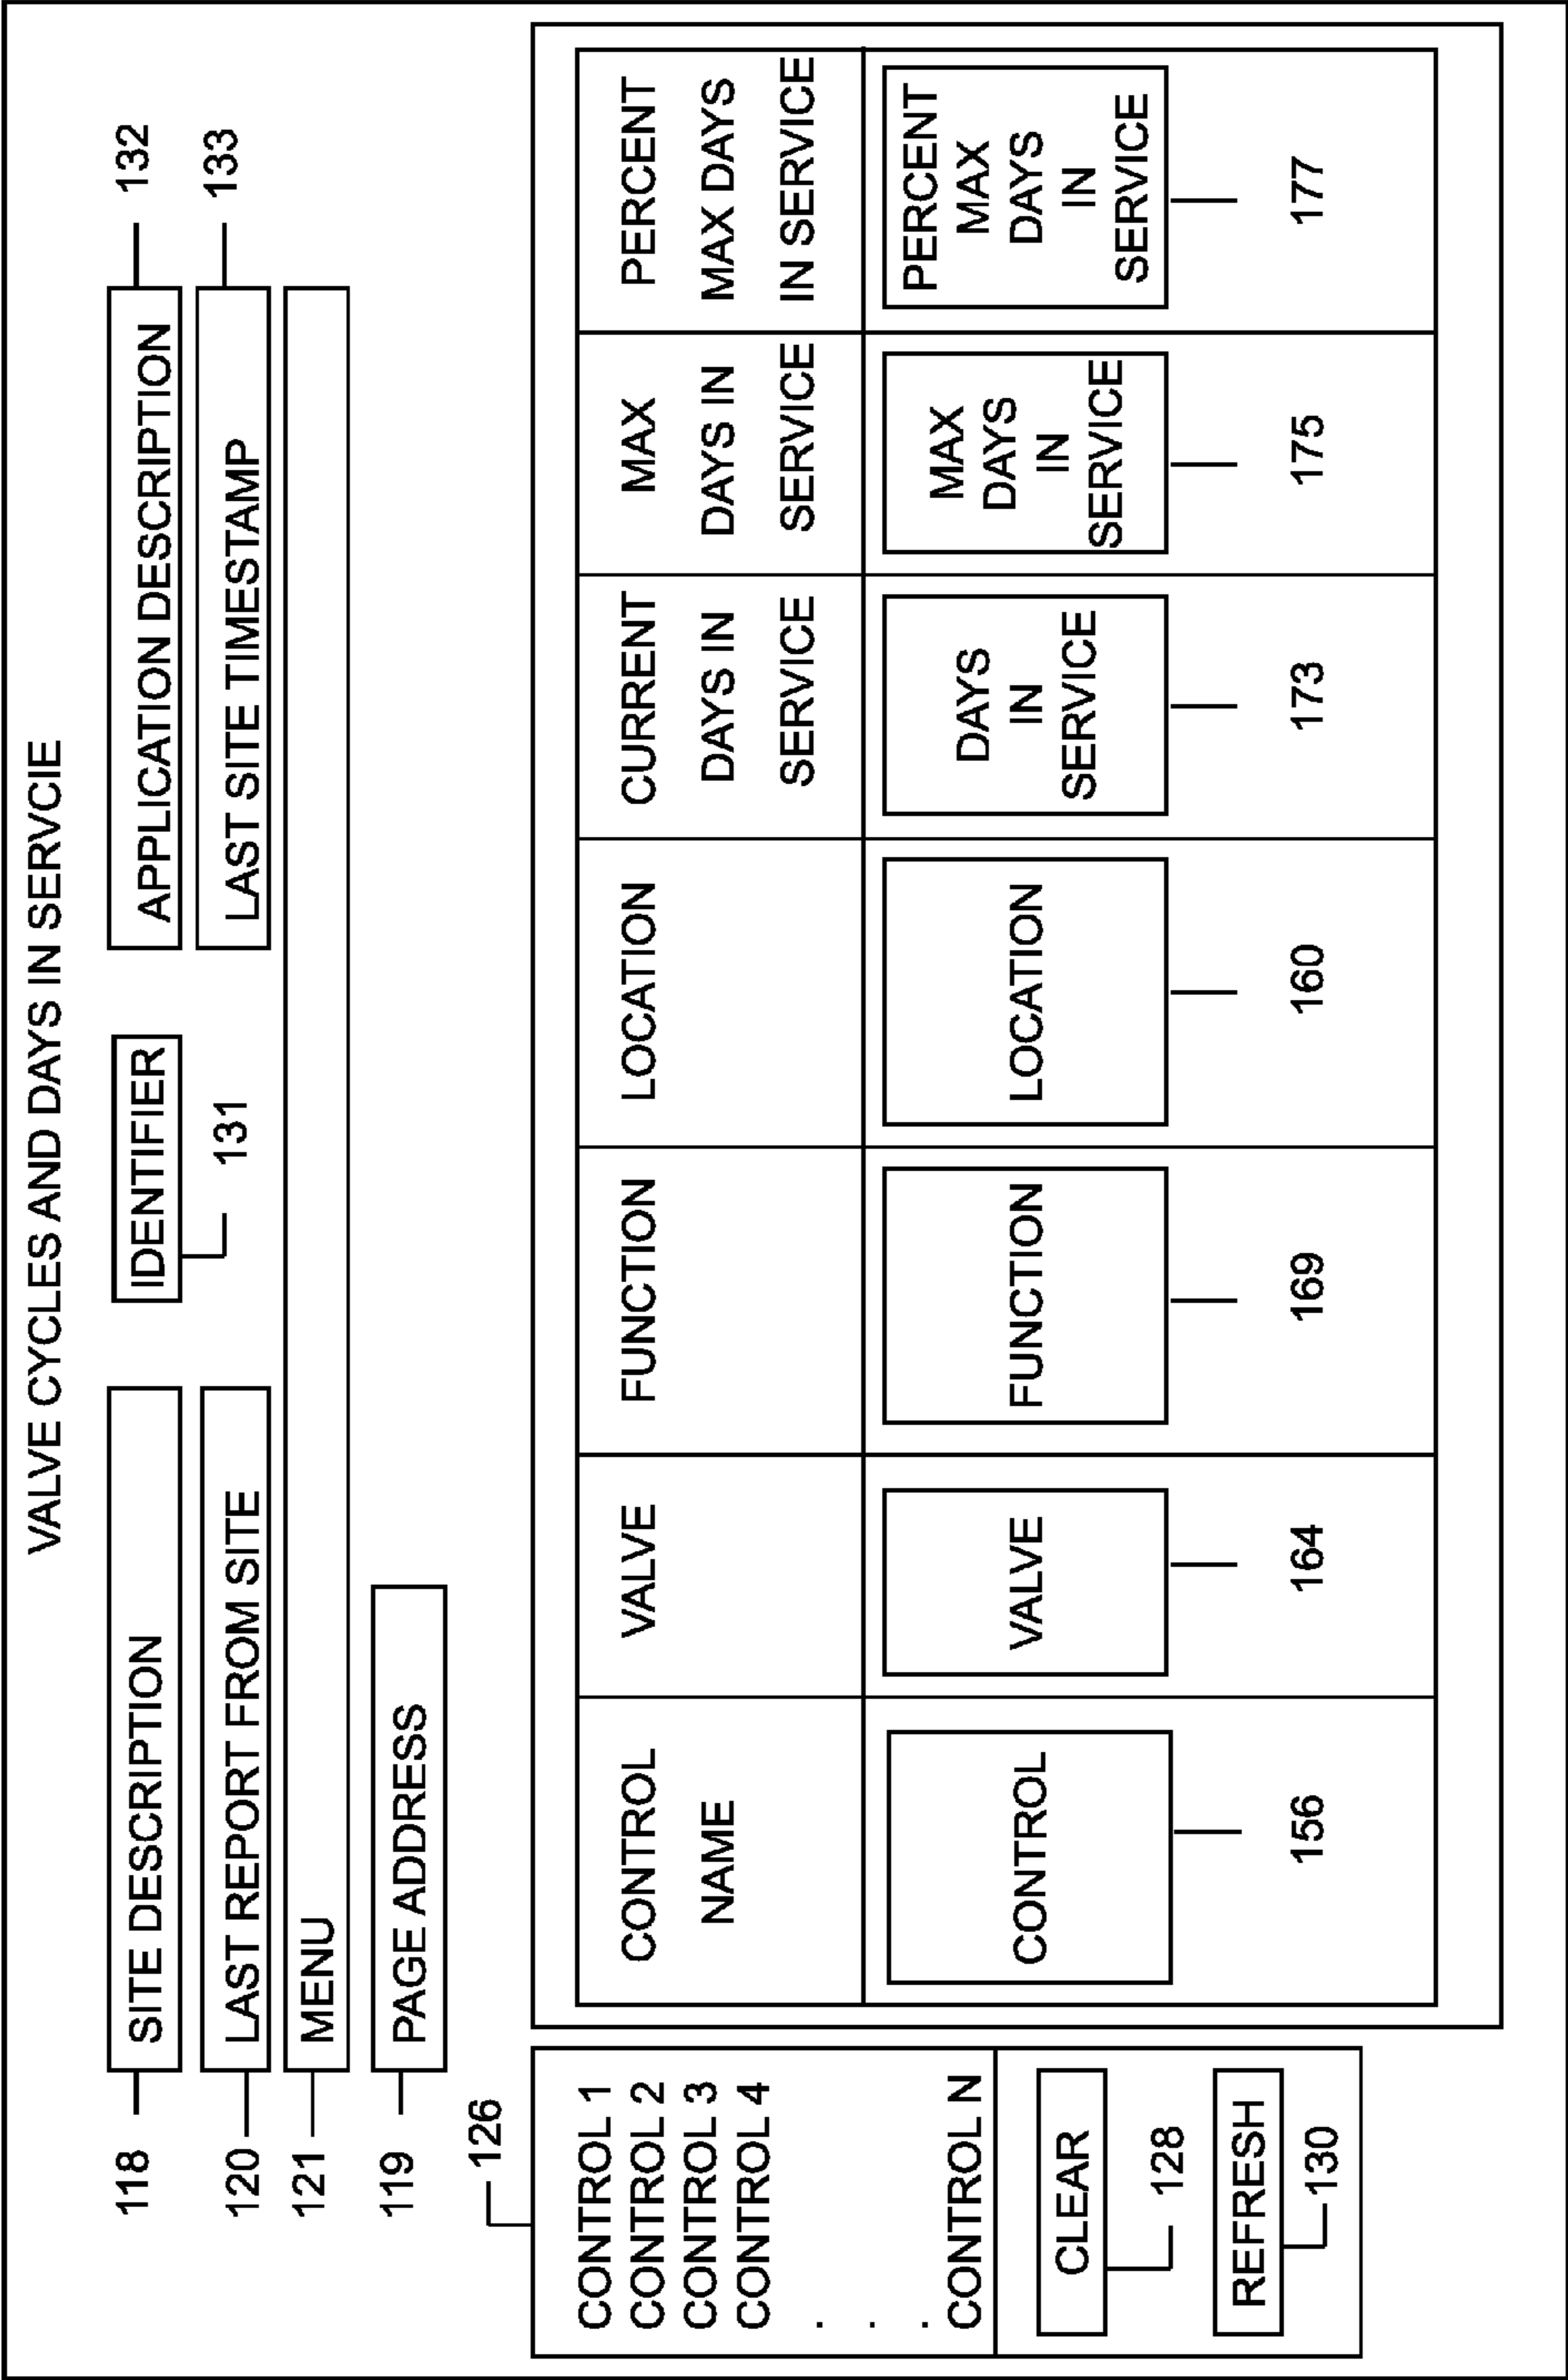 VALVE CYCLES AND DAYS IN SERVCIE
118
SITE DESCRIPTION
IDENTIFIER
131
APPLICATION DESCRIPTION
132
120
LAST REPORT FROM SITE
LAST SITE TIMESTAMP
133
121
MENU
119
PAGE ADDRESS
126
CONTROL 1
CONTROL 2
CONTROL 3
CONTROL 4
. . .
CONTROL N
CLEAR
128
REFRESH
130
CONTROL
NAME
VALVE
FUNCTION
LOCATION
CURRENT
DAYS IN
SERVICE
MAX
DAYS IN
SERVICE
PERCENT
MAX DAYS
IN SERVICE
CONTROL
VALVE
FUNCTION
LOCATION
DAYS
IN
SERVICE
MAX
DAYS
IN
SERVICE
PERCENT
MAX
DAYS
IN
SERVICE
156
164
169
160
173
175
177